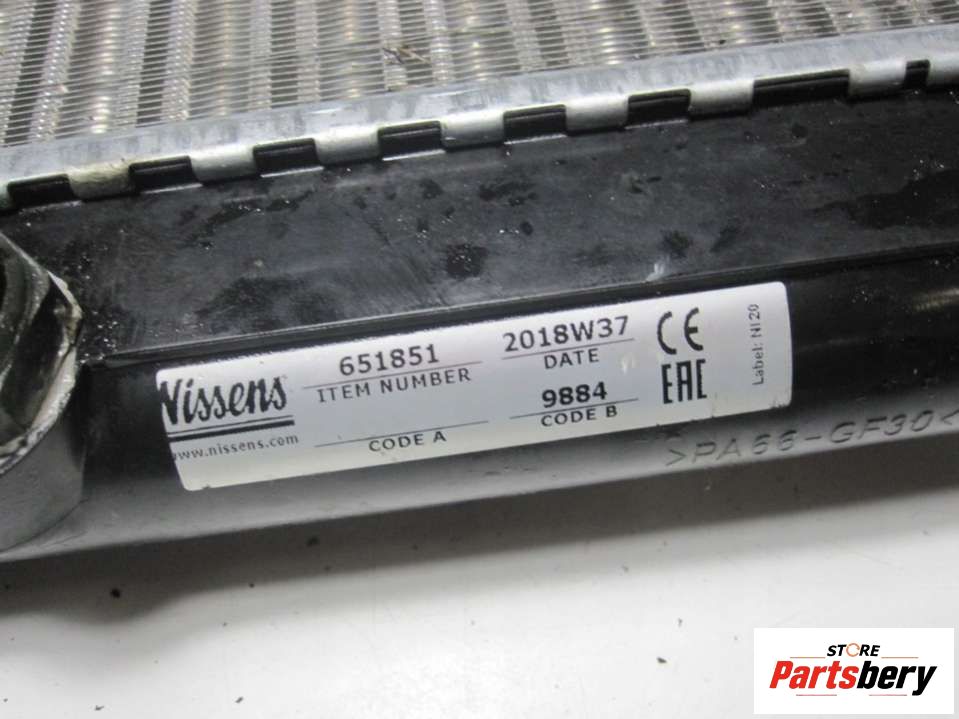 Nissens
www.nissens.com
651851
ITEM NUMBER
CODE A
2018W37
DATE
9884
CODE B
CE
EAC
Label: NI 20
>PA66-GF30<
STORE
Partsbery